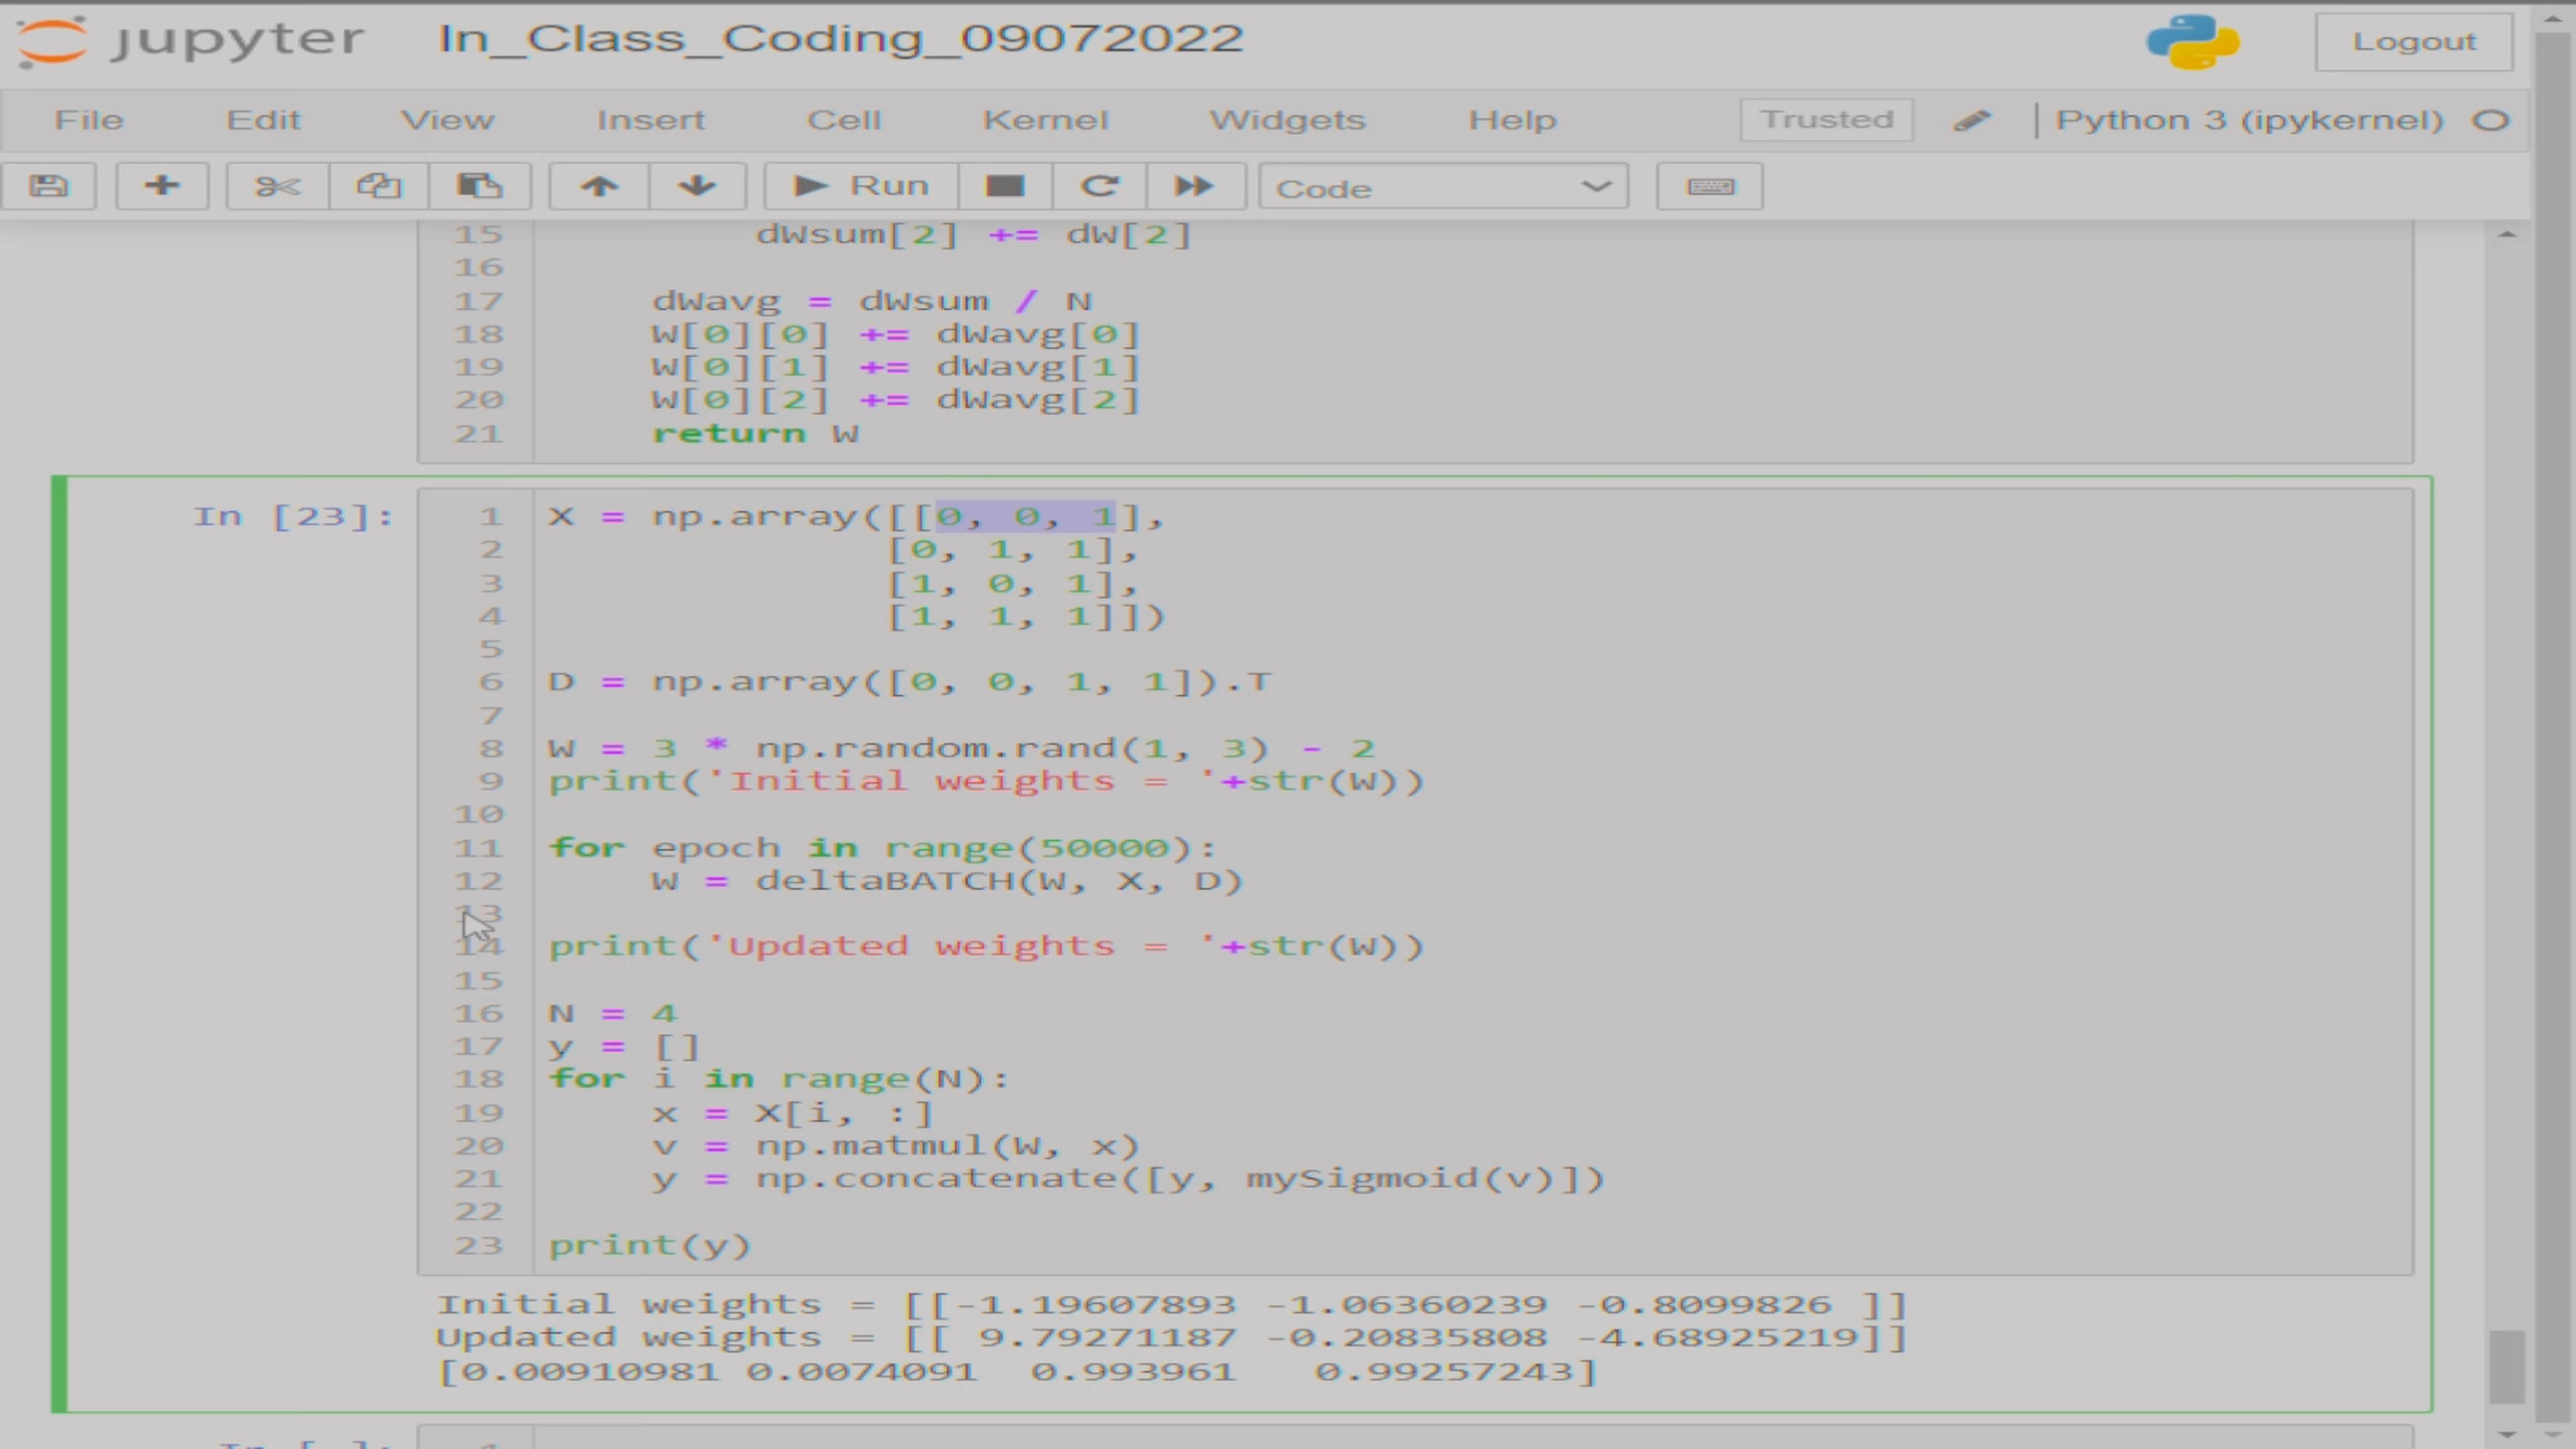 jupyter In_Class_Coding_09072022 Logout
File Edit View Insert Cell Kernel Widgets Help Trusted Python 3 (ipykernel)
Run Code
15 dWsum[2] += dW[2]
16
17 dWavg = dWsum / N
18 W[0][0] += dWavg[0]
19 W[0][1] += dWavg[1]
20 W[0][2] += dWavg[2]
21 return W
In [23]:
1 X = np.array([[0, 0, 1],
2 [0, 1, 1],
3 [1, 0, 1],
4 [1, 1, 1]])
5
6 D = np.array([0, 0, 1, 1]).T
7
8 W = 3 * np.random.rand(1, 3) - 2
9 print('Initial weights = '+str(W))
10
11 for epoch in range(50000):
12 W = deltaBATCH(W, X, D)
13
14 print('Updated weights = '+str(W))
15
16 N = 4
17 y = []
18 for i in range(N):
19 x = X[i, :]
20 v = np.matmul(W, x)
21 y = np.concatenate([y, mySigmoid(v)])
22
23 print(y)
Initial weights = [[-1.19607893 -1.06360239 -0.8099826 ]]
Updated weights = [[ 9.79271187 -0.20835808 -4.68925219]]
[0.00910981 0.0074091 0.993961 0.99257243]